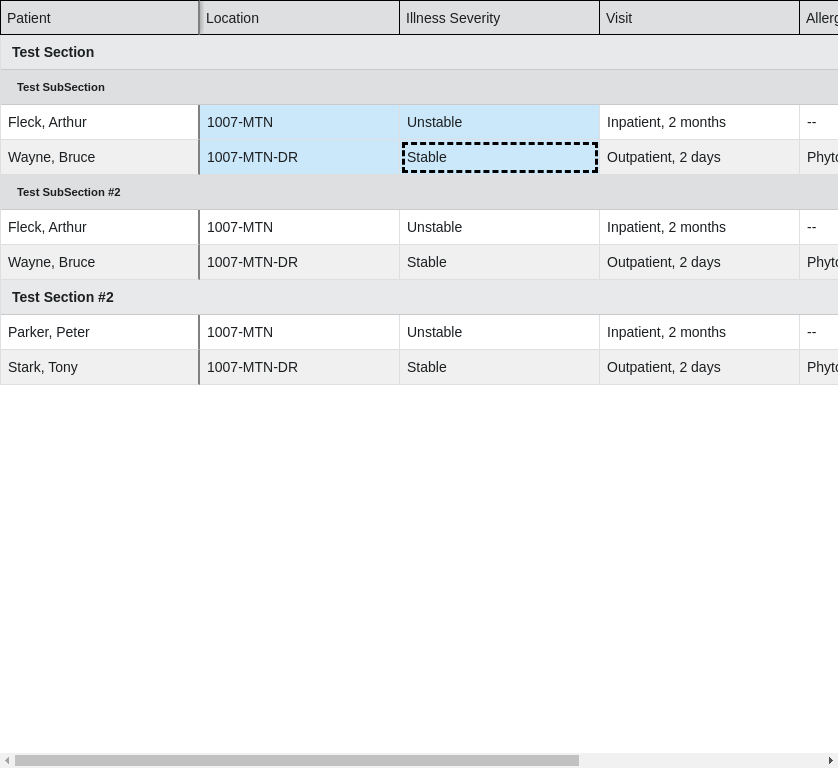 Patient Location Illness Severity Visit Allerg
Test Section
Test SubSection
Fleck, Arthur 1007-MTN Unstable Inpatient, 2 months --
Wayne, Bruce 1007-MTN-DR Stable Outpatient, 2 days Phyto
Test SubSection #2
Fleck, Arthur 1007-MTN Unstable Inpatient, 2 months --
Wayne, Bruce 1007-MTN-DR Stable Outpatient, 2 days Phyto
Test Section #2
Parker, Peter 1007-MTN Unstable Inpatient, 2 months --
Stark, Tony 1007-MTN-DR Stable Outpatient, 2 days Phyto